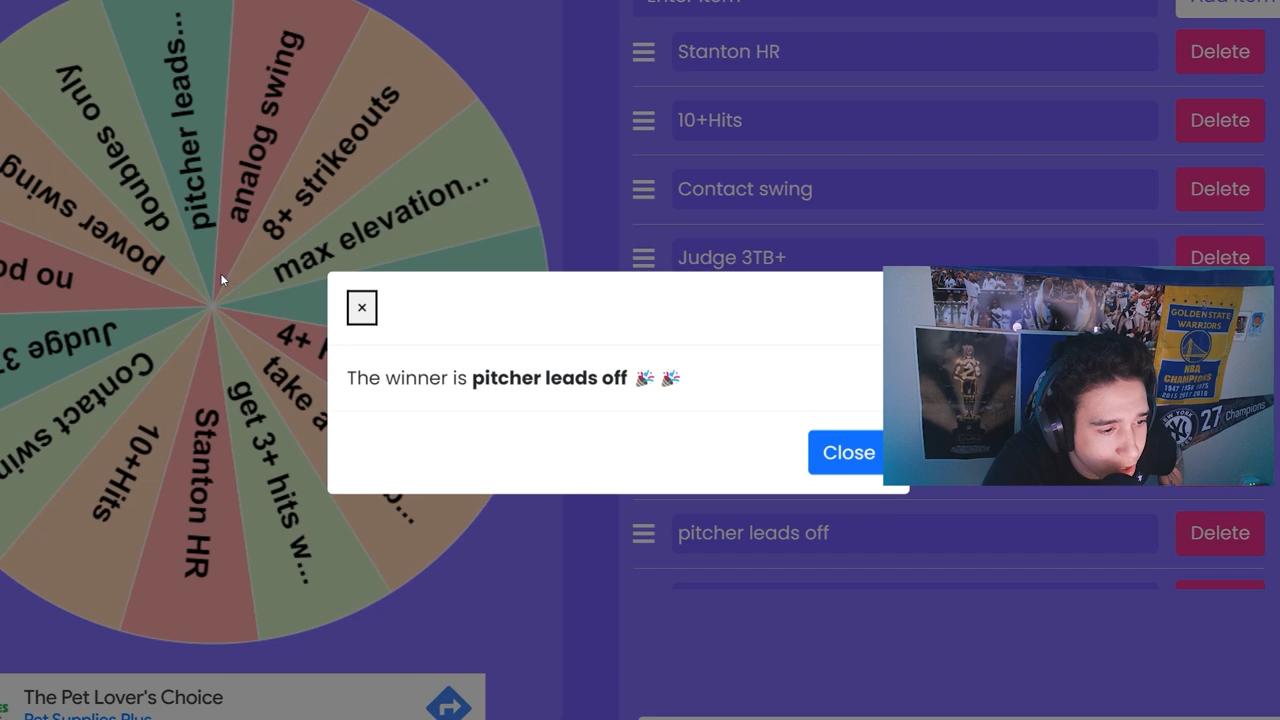 Stanton HR
Delete
10+Hits
Delete
Contact swing
Delete
Judge 3TB+
Delete
pitcher leads off
Delete
pitcher leads...
analog swing
8+ strikeouts
max elevation...
4+
take a
get 3+ hits w...
Stanton HR
10+Hits
Contact
Judge
no
power swing
doubles only
×
The winner is pitcher leads off 🎉 🎉
Close
GOLDEN STATE
WARRIORS
NBA
CHAMPIONS
NEW YORK
27 Champions
The Pet Lover's Choice
Pet Supplies Plus